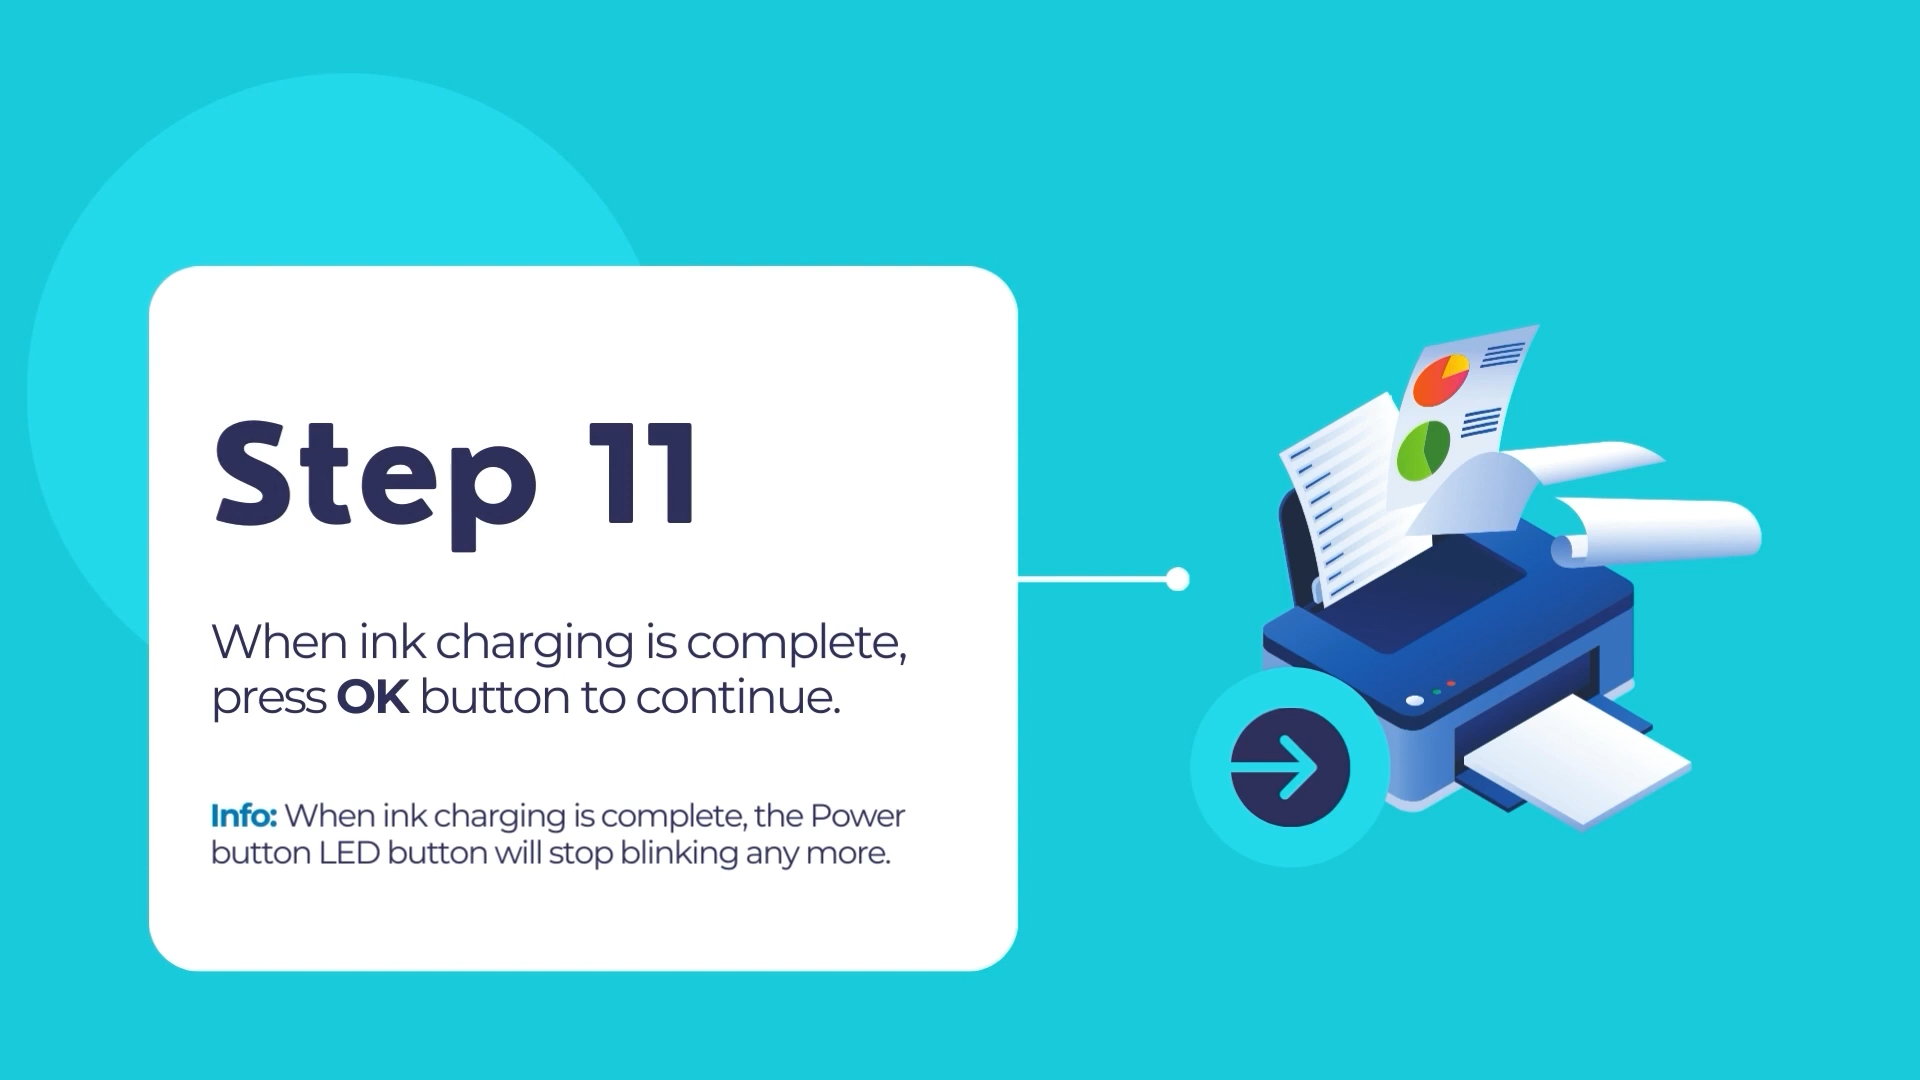 Step 11
When ink charging is complete,
press OK button to continue.
Info: When ink charging is complete, the Power
button LED button will stop blinking any more.